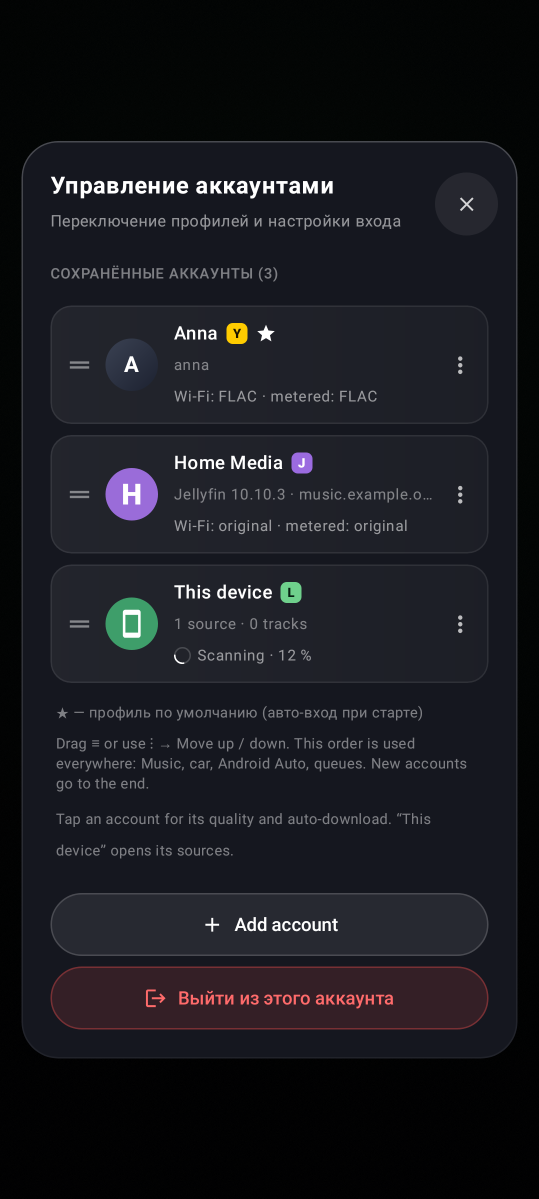 Управление аккаунтами
Переключение профилей и настройки входа
СОХРАНЁННЫЕ АККАУНТЫ (3)
A
Anna Y ★
anna
Wi-Fi: FLAC · metered: FLAC
H
Home Media J
Jellyfin 10.10.3 · music.example.o…
Wi-Fi: original · metered: original
This device L
1 source · 0 tracks
Scanning · 12 %
★ — профиль по умолчанию (авто-вход при старте)
Drag ≡ or use ⋮ → Move up / down. This order is used
everywhere: Music, car, Android Auto, queues. New accounts
go to the end.
Tap an account for its quality and auto-download. “This
device” opens its sources.
+ Add account
Выйти из этого аккаунта